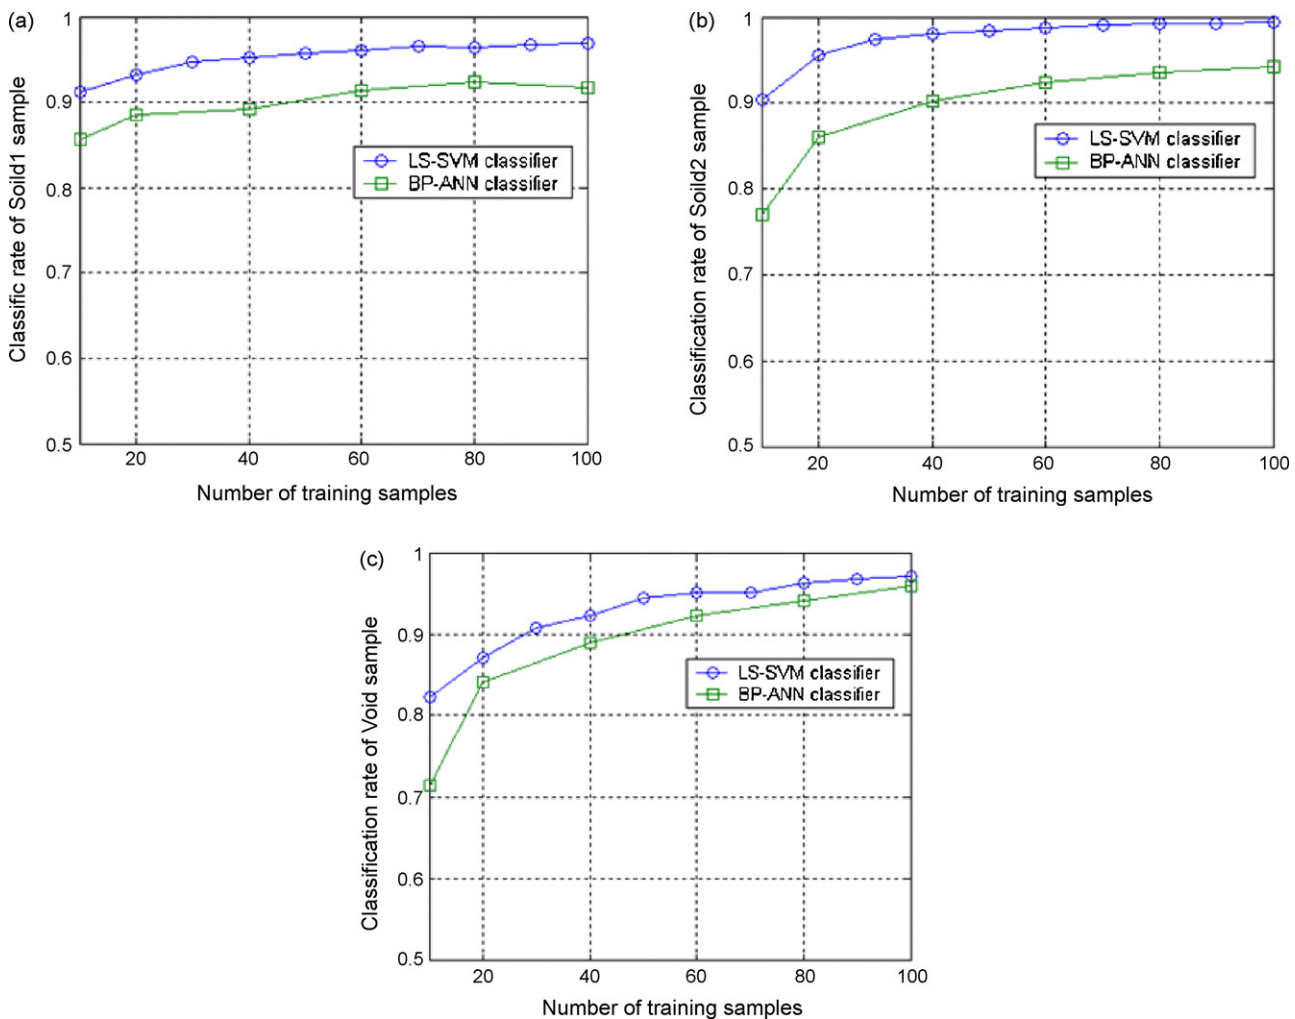 (a)
1
0.9
0.8
0.7
0.6
0.5
20 40 60 80 100
Classific rate of Soild1 sample
Number of training samples
LS-SVM classifier
BP-ANN classifier
(b)
1
0.9
0.8
0.7
0.6
0.5
20 40 60 80 100
Classification rate of Soild2 sample
Number of training samples
LS-SVM classifier
BP-ANN classifier
(c)
1
0.9
0.8
0.7
0.6
0.5
20 40 60 80 100
Classification rate of Void sample
Number of training samples
LS-SVM classifier
BP-ANN classifier